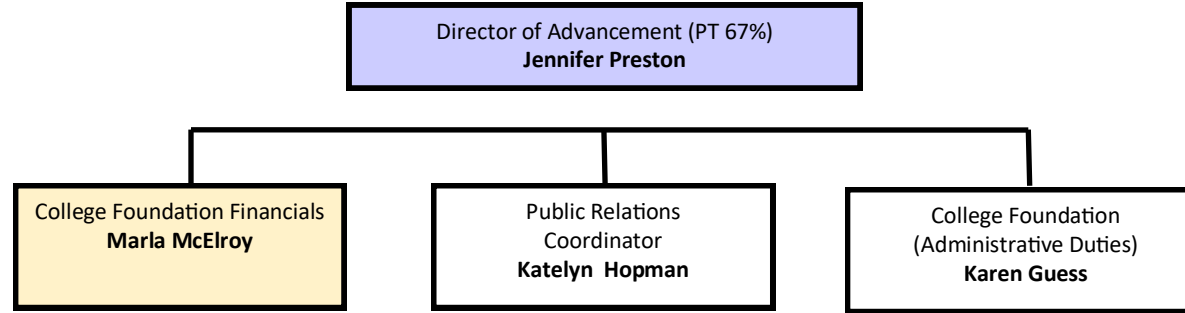 Director of Advancement (PT 67%)
Jennifer Preston
College Foundation Financials
Marla McElroy
Public Relations
Coordinator
Katelyn  Hopman
College Foundation
(Administrative Duties)
Karen Guess